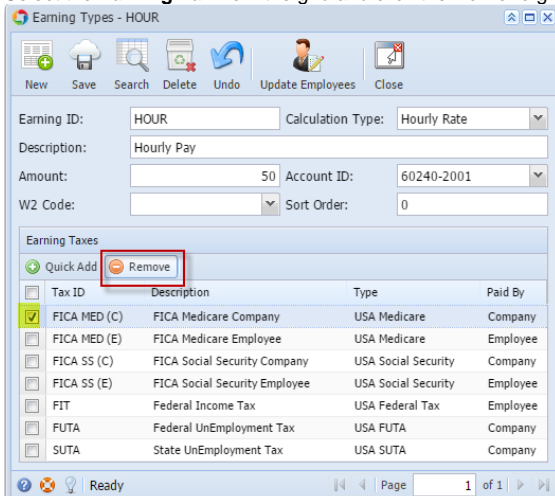 Earning Types - HOUR
New Save Search Delete Undo Update Employees Close
Earning ID: HOUR Calculation Type: Hourly Rate
Description: Hourly Pay
Amount: 50 Account ID: 60240-2001
W2 Code: Sort Order: 0
Earning Taxes
Quick Add Remove
Tax ID Description Type Paid By
FICA MED (C) FICA Medicare Company USA Medicare Company
FICA MED (E) FICA Medicare Employee USA Medicare Employee
FICA SS (C) FICA Social Security Company USA Social Security Company
FICA SS (E) FICA Social Security Employee USA Social Security Employee
FIT Federal Income Tax USA Federal Tax Employee
FUTA Federal UnEmployment Tax USA FUTA Company
SUTA State UnEmployment Tax USA SUTA Company
Ready Page 1 of 1